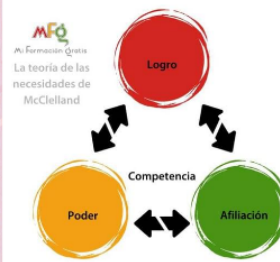 MFG
Mi Formación Gratis
La teoría de las
necesidades de
McClelland
Logro
Competencia
Poder
Afiliación